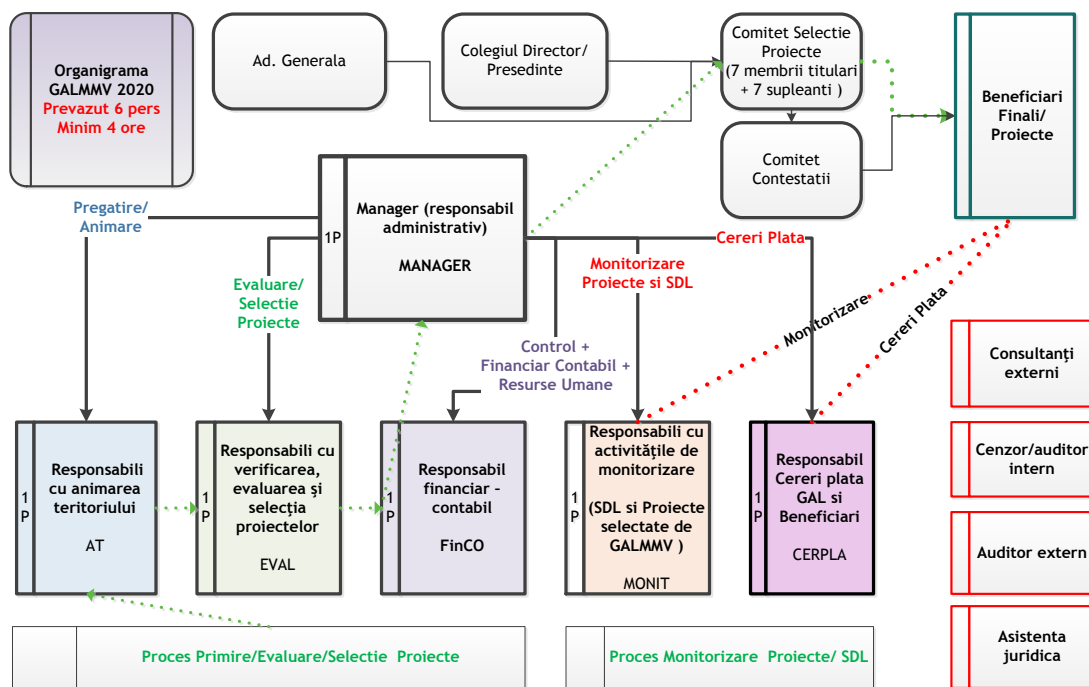 Organigrama
GALMMV 2020
Prevazut 6 pers
Minim 4 ore
Ad. Generala
Colegiul Director/
Presedinte
Comitet Selectie
Proiecte
(7 membrii titulari
+ 7 supleanti )
Beneficiari
Finali/
Proiecte
Comitet
Contestatii
Pregatire/
Animare
1P
Manager (responsabil
administrativ)
MANAGER
Cereri Plata
Evaluare/
Selectie
Proiecte
Monitorizare
Proiecte si SDL
Control +
Financiar Contabil +
Resurse Umane
Monitorizare
Cereri Plata
Consultanți
externi
Cenzor/auditor
intern
Auditor extern
Asistenta
juridica
1
P
Responsabili
cu animarea
teritoriului
AT
1
P
Responsabili cu
verificarea,
evaluarea şi
selecţia
proiectelor
EVAL
1
P
Responsabil
financiar –
contabil
FinCO
1
P
Responsabili cu
activităţile de
monitorizare
(SDL si Proiecte
selectate de
GALMMV )
MONIT
1
P
Responsabil
Cereri plata
GAL si
Beneficiari
CERPLA
Proces Primire/Evaluare/Selectie Proiecte
Proces Monitorizare Proiecte/ SDL